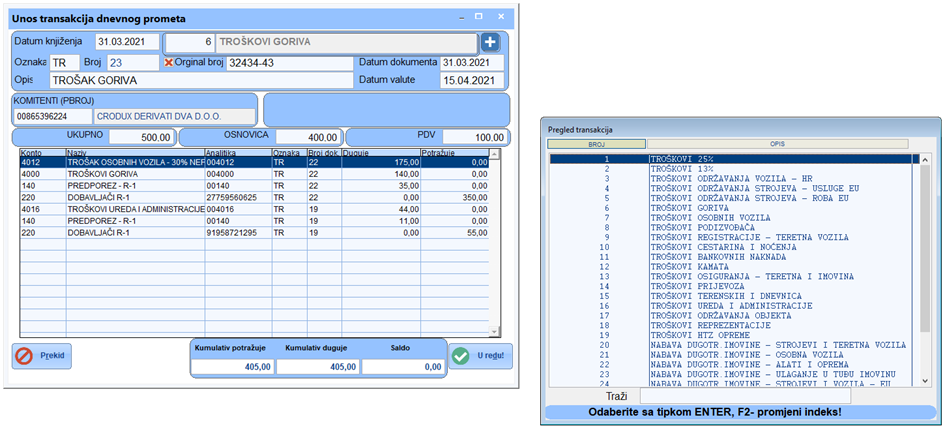 Unos transakcija dnevnog prometa
Datum knjiženja 31.03.2021 6 TROŠKOVI GORIVA
Oznaka TR Broj 23 Orginal broj 32434-43 Datum dokumenta 31.03.2021
Opis TROŠAK GORIVA Datum valute 15.04.2021
KOMITENTI (PBROJ)
00865396224 CRODUX DERIVATI DVA D.O.O.
UKUPNO 500.00 OSNOVICA 400.00 PDV 100.00
Konto Naziv Analitika Oznaka Broj dok. Duguje Potražuje
4012 TROŠAK OSOBNIH VOZILA - 30% NEF 004012 TR 22 175,00 0,00
4000 TROŠKOVI GORIVA 004000 TR 22 140,00 0,00
140 PREDPOREZ - R-1 00140 TR 22 35,00 0,00
220 DOBAVLJAČI R-1 27759560625 TR 22 0,00 350,00
4016 TROŠKOVI UREDA I ADMINISTRACIJE 004016 TR 19 44,00 0,00
140 PREDPOREZ - R-1 00140 TR 19 11,00 0,00
220 DOBAVLJAČI R-1 91958721295 TR 19 0,00 55,00
Prekid
Kumulativ potražuje Kumulativ duguje Saldo
405,00 405,00 0,00
U redu!
Pregled transakcija
BROJ OPIS
1 TROŠKOVI 25%
2 TROŠKOVI 13%
3 TROŠKOVI ODRŽAVANJA VOZILA – HR
4 TROŠKOVI ODRŽAVANJA STROJEVA – USLUGE EU
5 TROŠKOVI ODRŽAVANJA STROJEVA – ROBA EU
6 TROŠKOVI GORIVA
7 TROŠKOVI OSOBNIH VOZILA
8 TROŠKOVI PODIZVOĐAČA
9 TROŠKOVI REGISTRACIJE – TERETNA VOZILA
10 TROŠKOVI CESTARINA I NOĆENJA
11 TROŠKOVI BANKOVNIH NAKNADA
12 TROŠKOVI KAMATA
13 TROŠKOVI OSIGURANJA – TERETNA I IMOVINA
14 TROŠKOVI PRIJEVOZA
15 TROŠKOVI TERENSKIH I DNEVNICA
16 TROŠKOVI UREDA I ADMINISTRACIJE
17 TROŠKOVI ODRŽAVANJA OBJEKTA
18 TROŠKOVI REPREZENTACIJE
19 TROŠKOVI HTZ OPREME
20 NABAVA DUGOTR.IMOVINE – STROJEVI I TERETNA VOZILA
21 NABAVA DUGOTR.IMOVINE – OSOBNA VOZILA
22 NABAVA DUGOTR.IMOVINE – ALATI I OPREMA
23 NABAVA DUGOTR.IMOVINE – ULAGANJE U TUĐU IMOVINU
24 NABAVA DUGOTR.IMOVINE – STROJEVI I VOZILA – EU
Traži
Odaberite sa tipkom ENTER, F2- promjeni indeks!